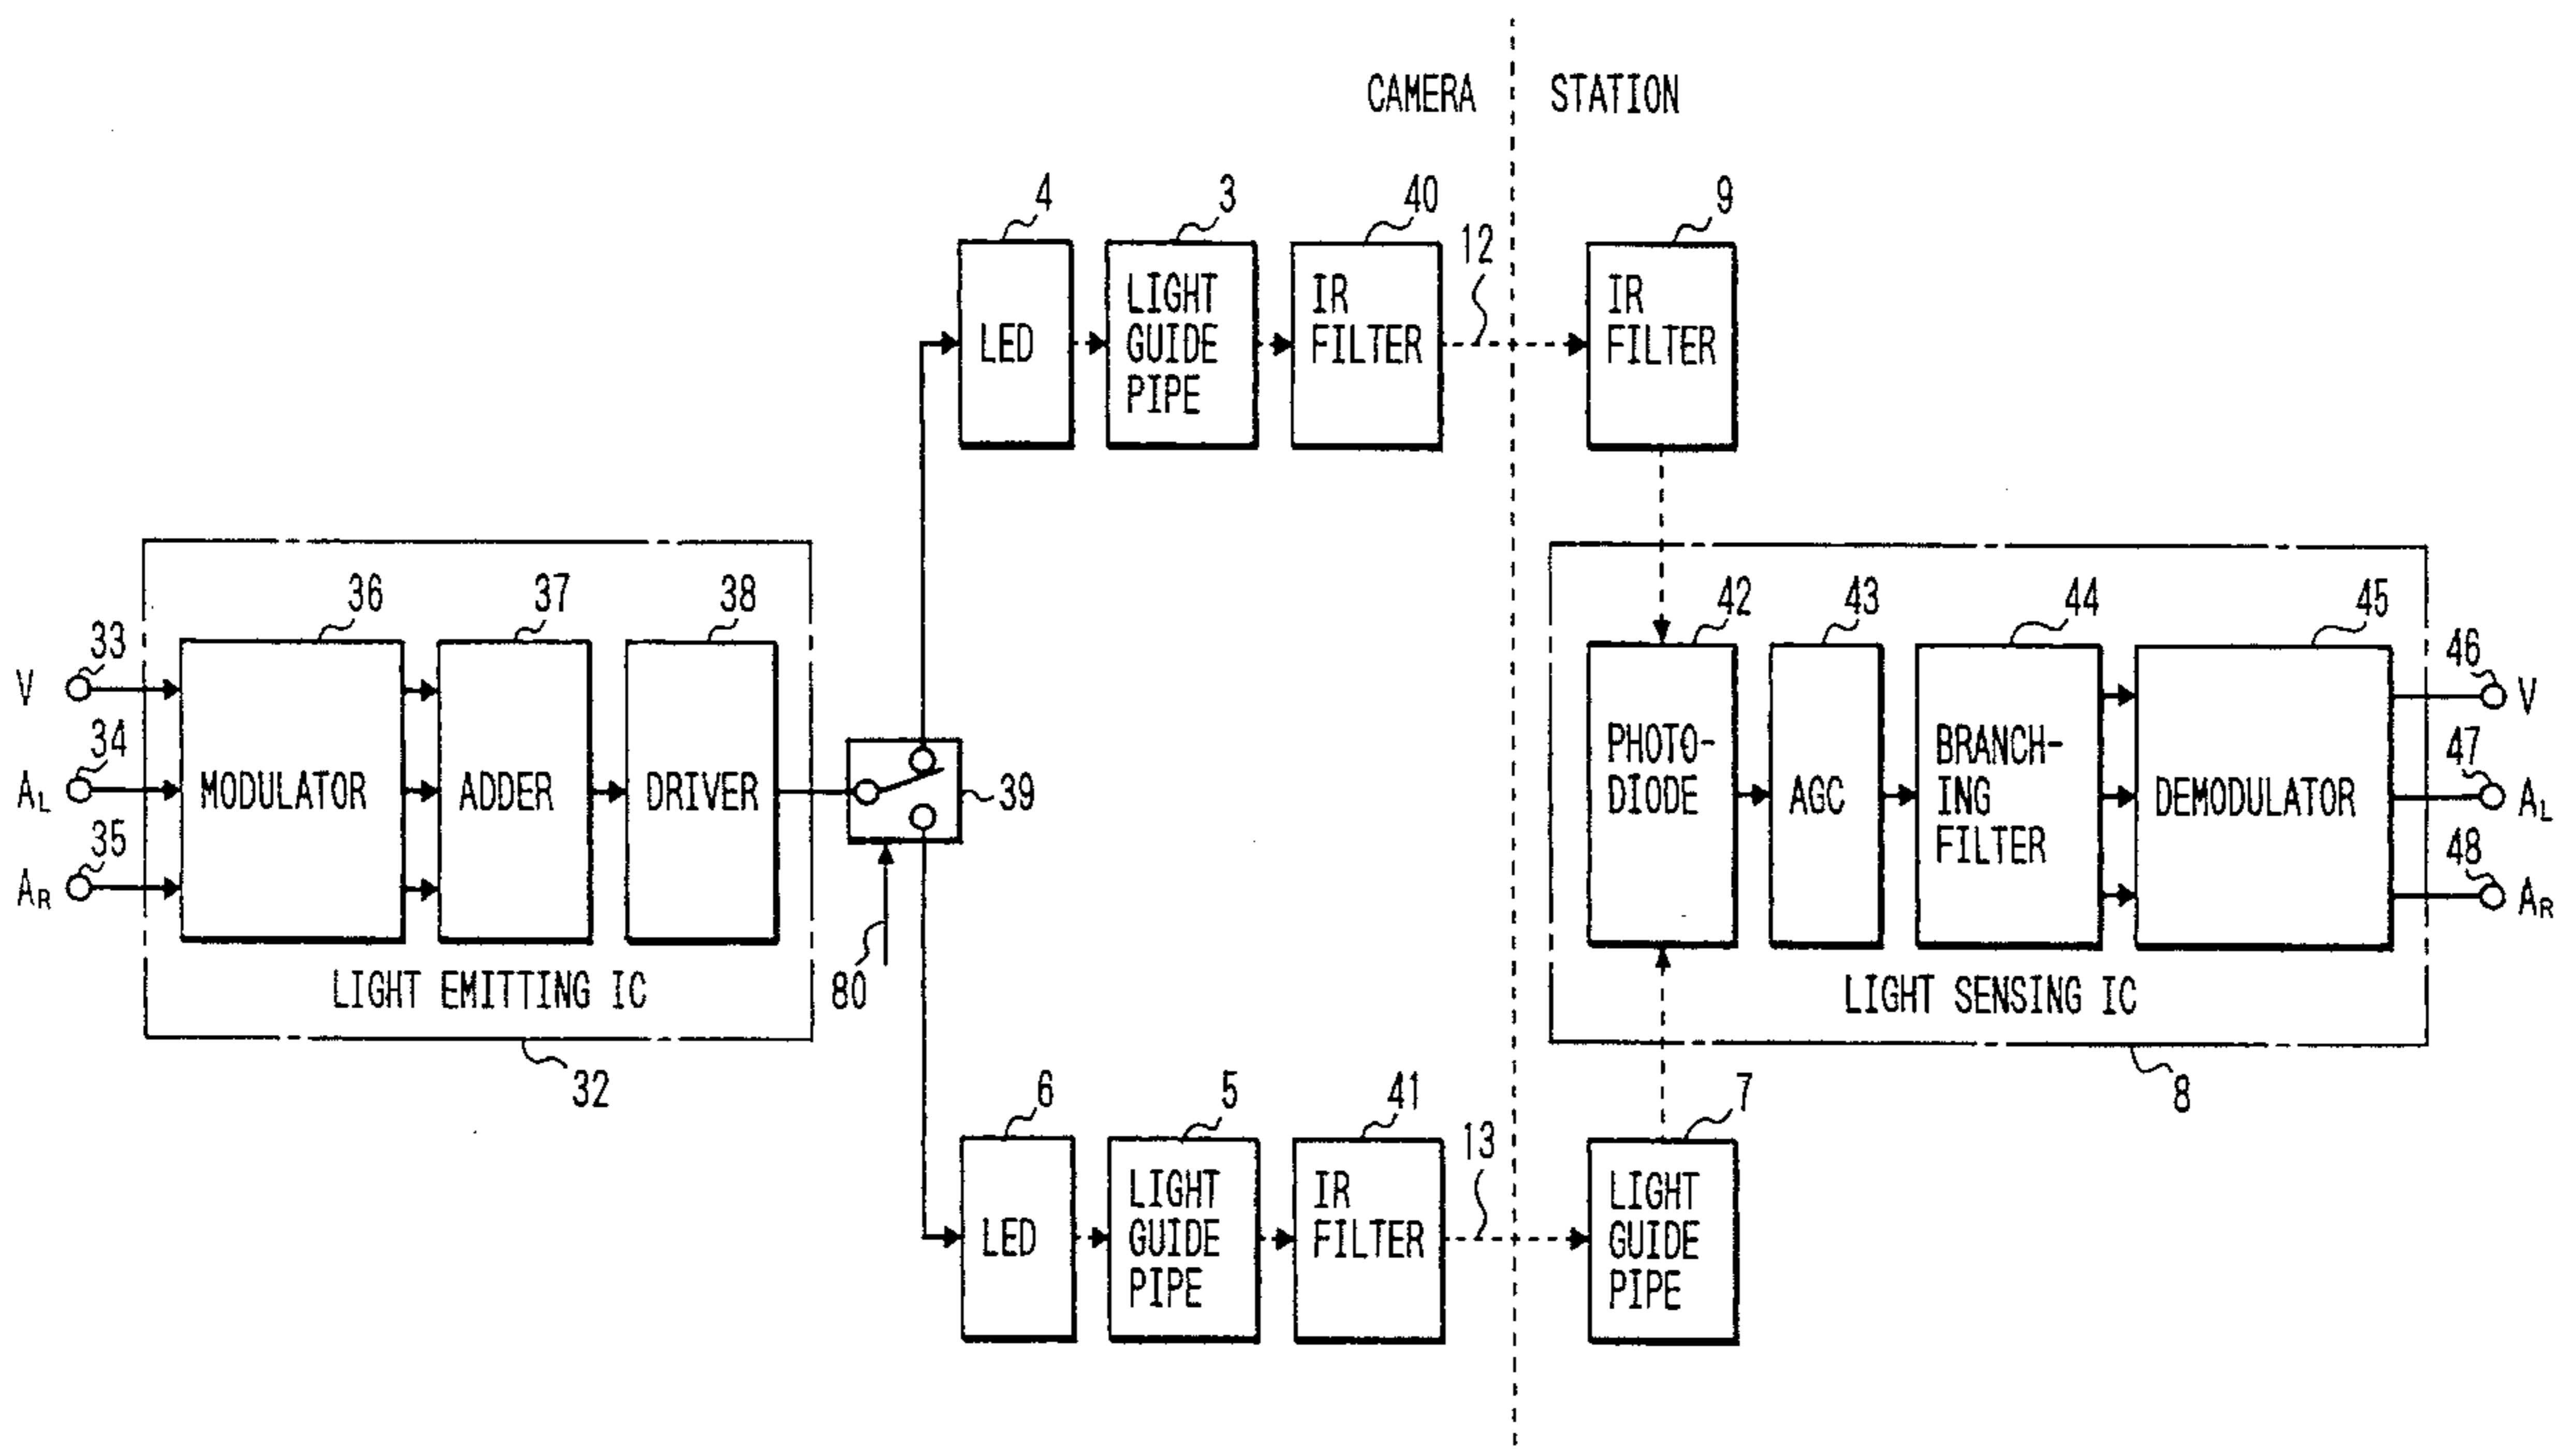 CAMERA STATION
4 3 40 12 9
LED
LIGHT
GUIDE
PIPE
IR
FILTER
IR
FILTER
36 37 38
33 V
34 AL
35 AR
MODULATOR
ADDER
DRIVER
LIGHT EMITTING IC
32
39
80
42 43 44 45
PHOTO-
DIODE
AGC
BRANCH-
ING
FILTER
DEMODULATOR
46 V
47 AL
48 AR
LIGHT SENSING IC
8
6 5 41 13 7
LED
LIGHT
GUIDE
PIPE
IR
FILTER
LIGHT
GUIDE
PIPE